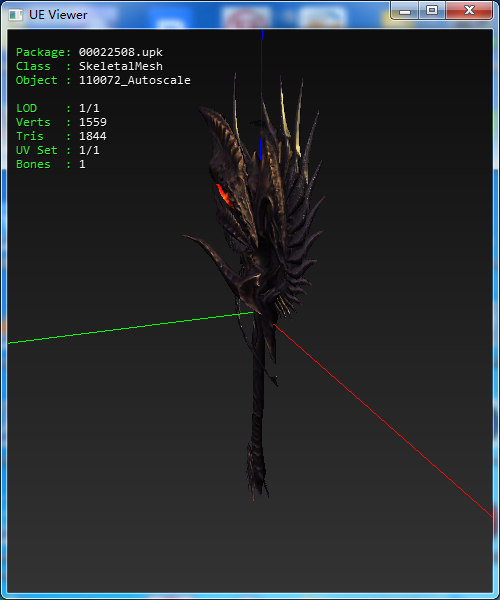 UE Viewer
Package: 00022508.upk
Class : SkeletalMesh
Object : 110072_Autoscale
LOD : 1/1
Verts : 1559
Tris : 1844
UV Set : 1/1
Bones : 1